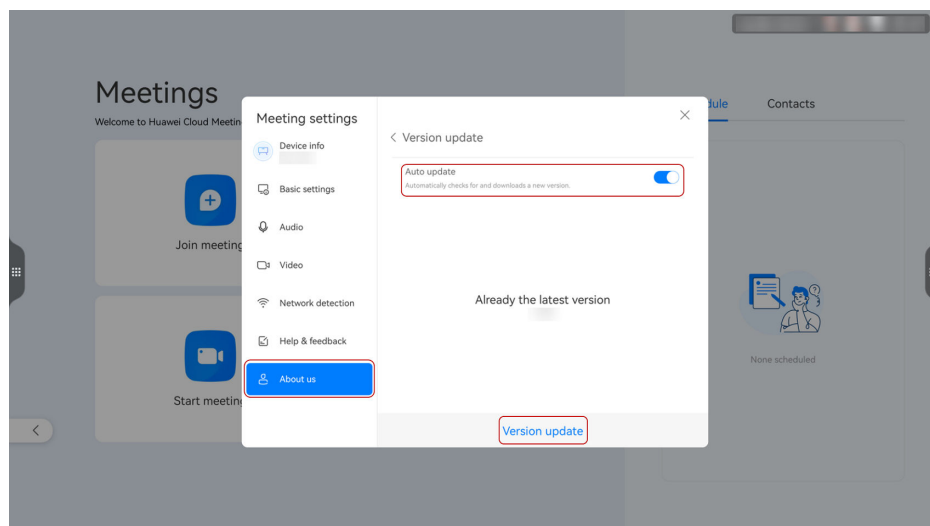 Meetings
Welcome to Huawei Cloud Meetin
Join meeting
Start meeting
Meeting settings
Device info
Basic settings
Audio
Video
Network detection
Help & feedback
About us
Version update
Auto update
Automatically checks for and downloads a new version.
Already the latest version
Version update
dule
Contacts
None scheduled